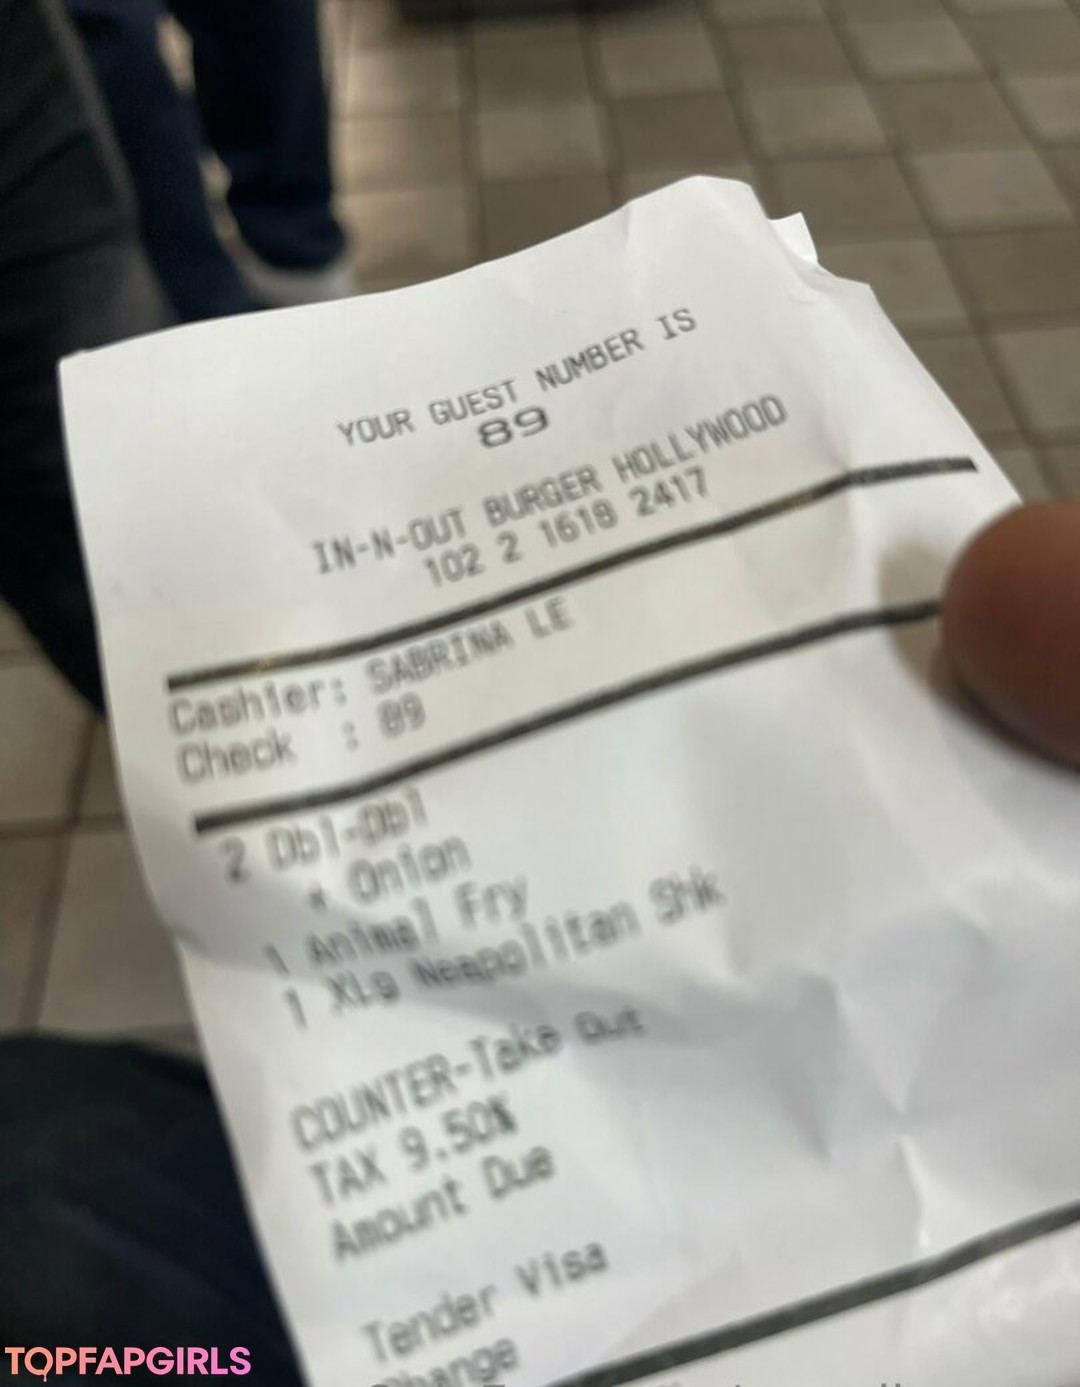 YOUR GUEST NUMBER IS
89
IN-N-OUT BURGER HOLLYWOOD
102 2 1618 2417
Cashier: SABRINA LE
Check : 89
2 Dbl-Dbl
+ Onion
1 Animal Fry
1 XLg Neapolitan Shk
COUNTER-Take Out
TAX 9.50%
Amount Due
Tender Visa
Change
TOPFAPGIRLS